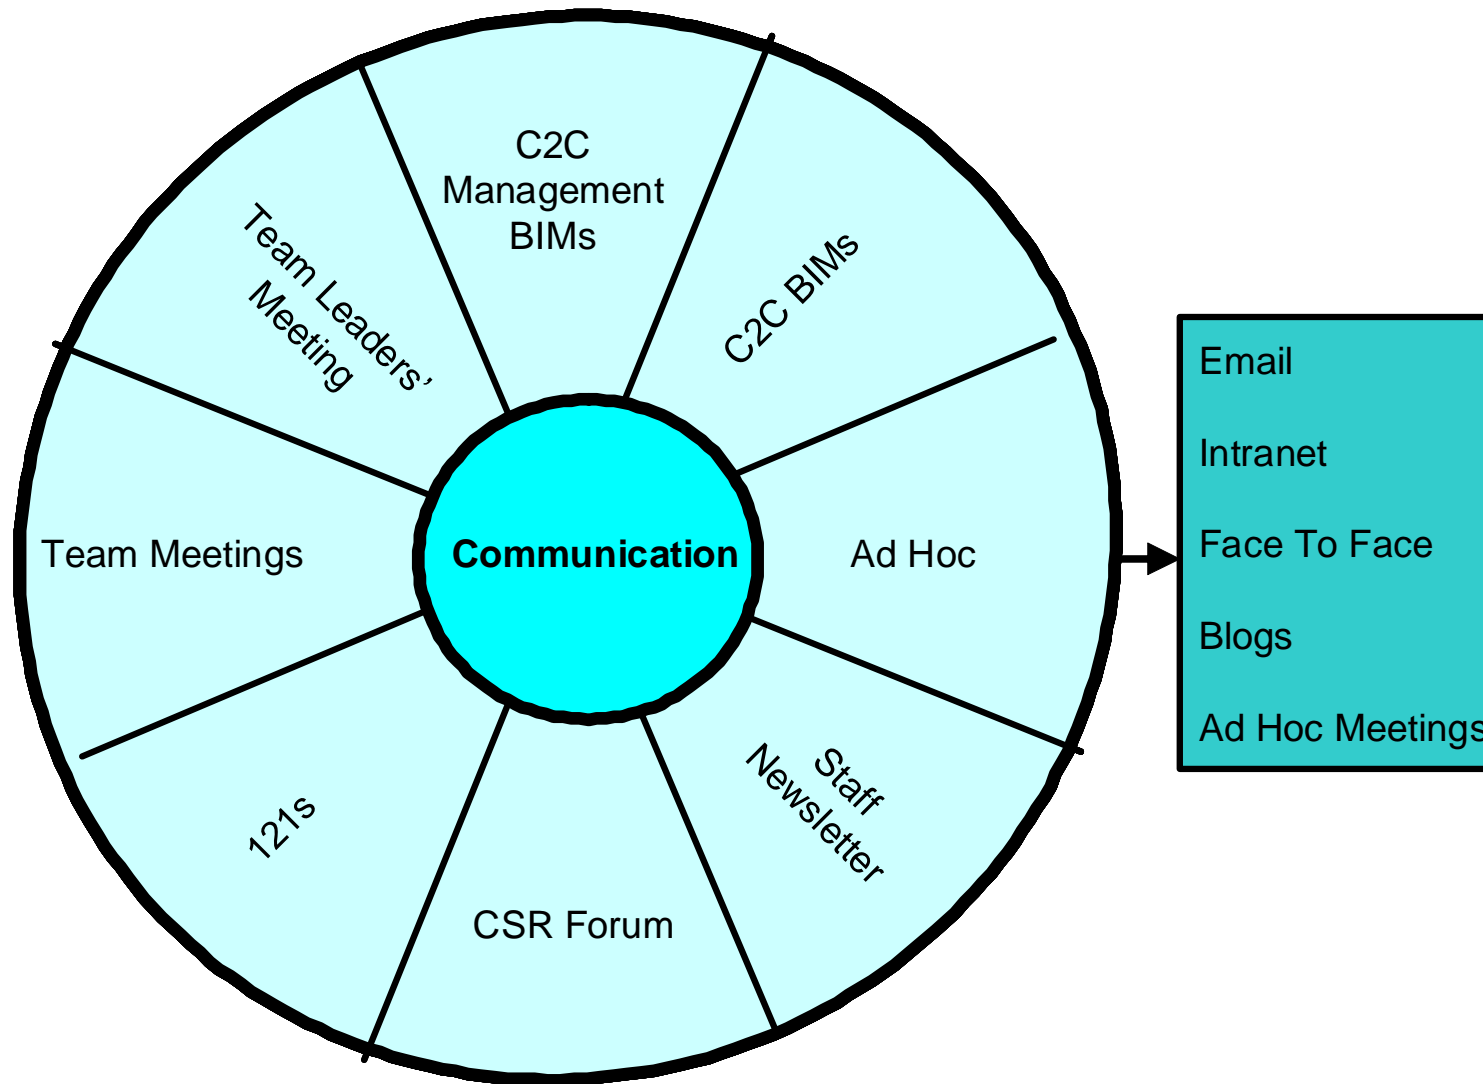 C2C
Management
BIMs
C2C BIMs
Ad Hoc
Staff
Newsletter
CSR Forum
121s
Team Meetings
Team Leaders’
Meeting
Communication
Email
Intranet
Face To Face
Blogs
Ad Hoc Meetings